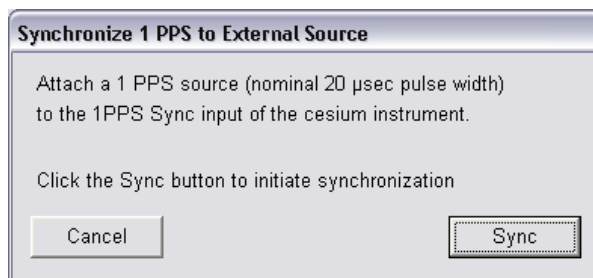 Synchronize 1 PPS to External Source
Attach a 1 PPS source (nominal 20 µsec pulse width)
to the 1PPS Sync input of the cesium instrument.
Click the Sync button to initiate synchronization
Cancel
Sync